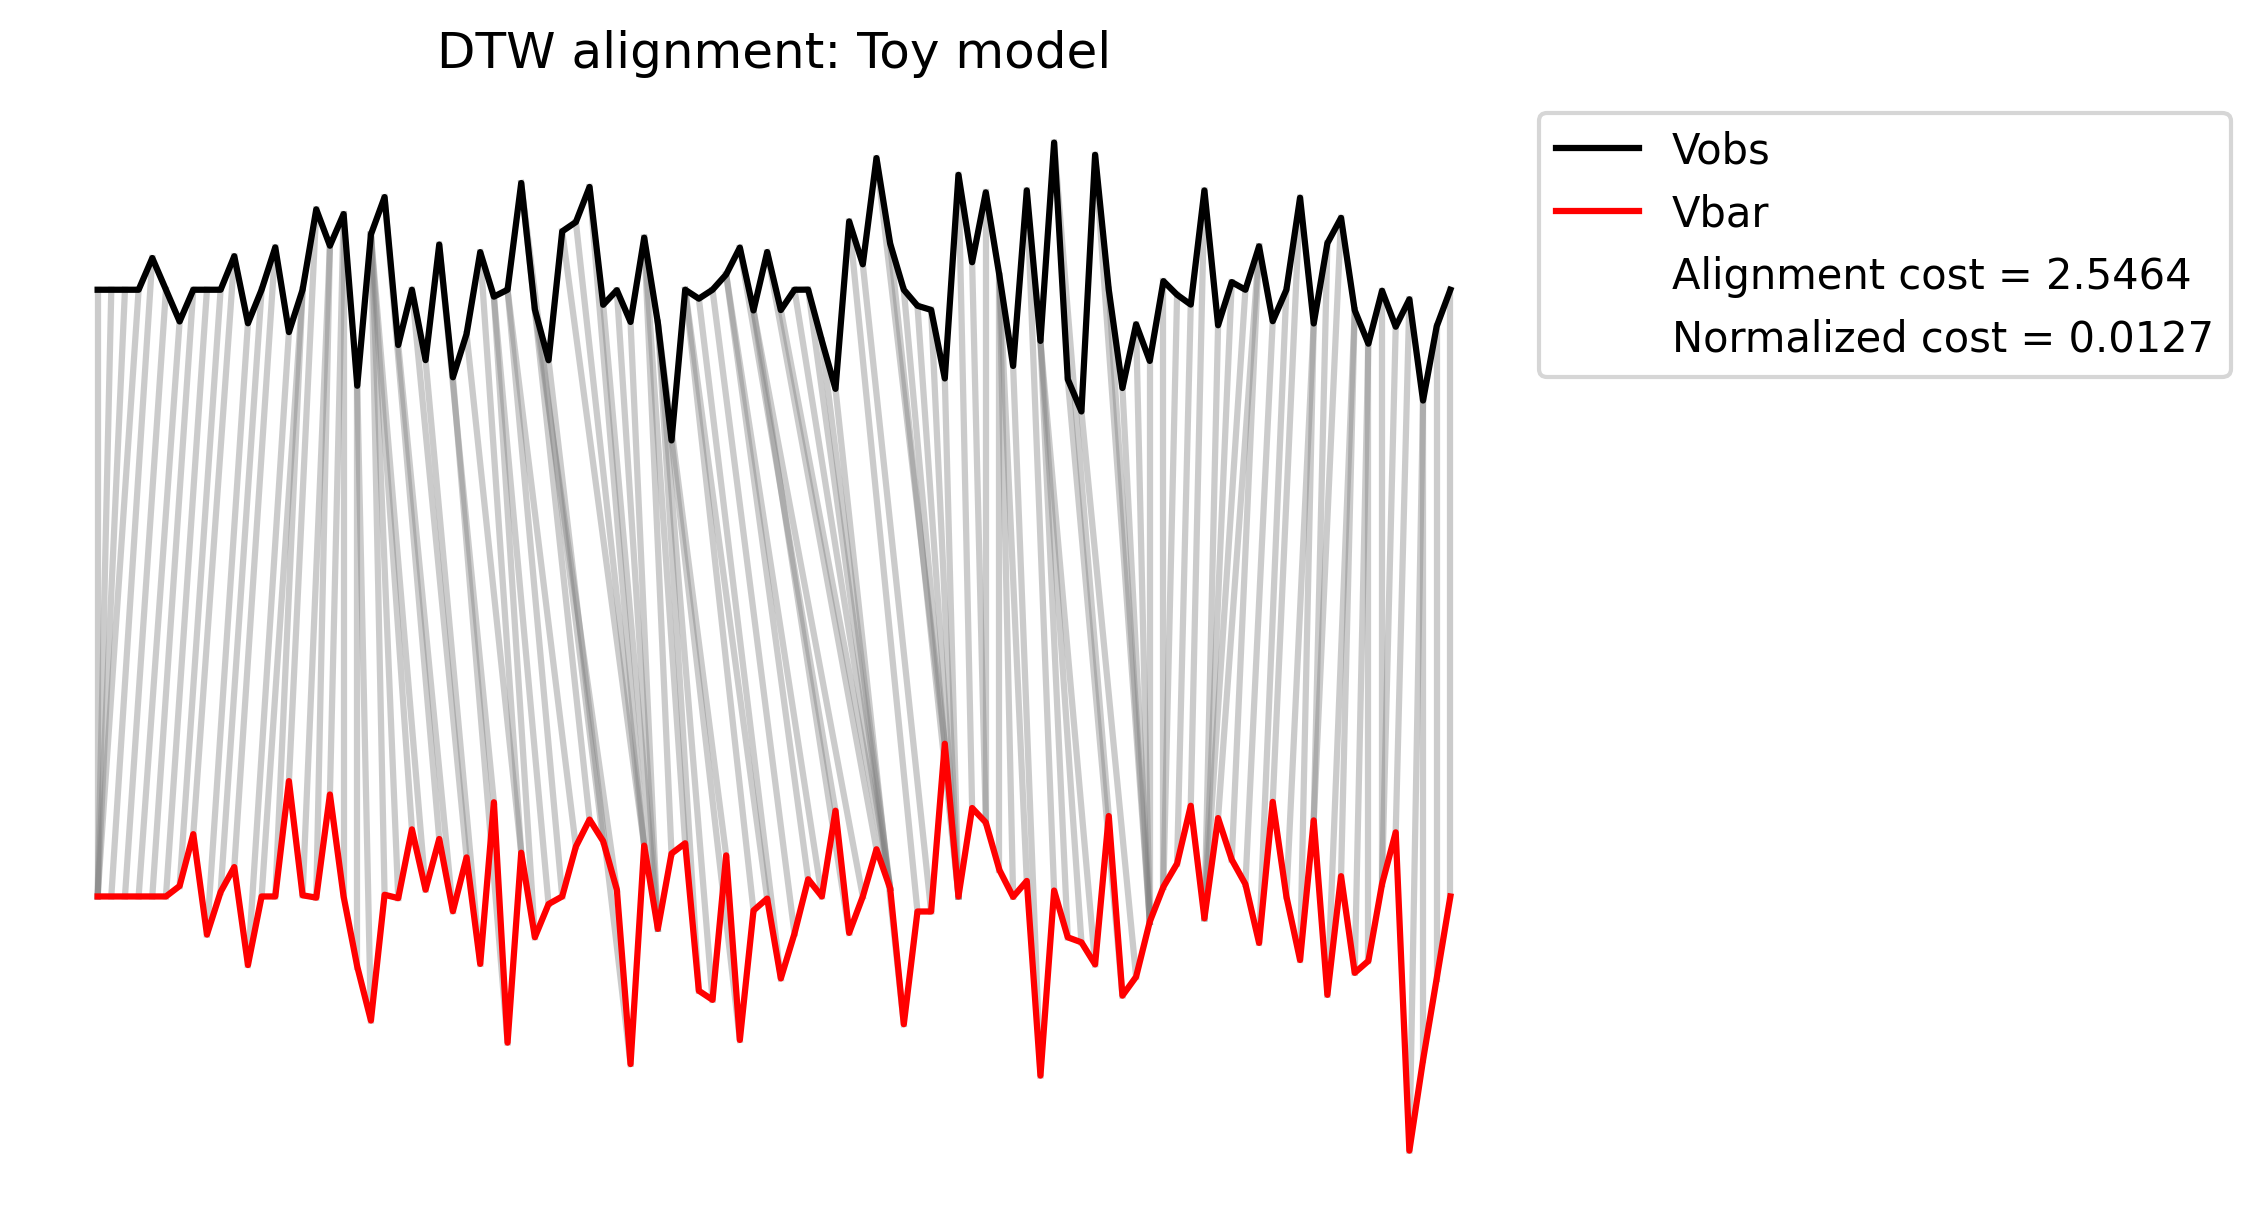 DTW alignment: Toy model
Vobs
Vbar
Alignment cost = 2.5464
Normalized cost = 0.0127